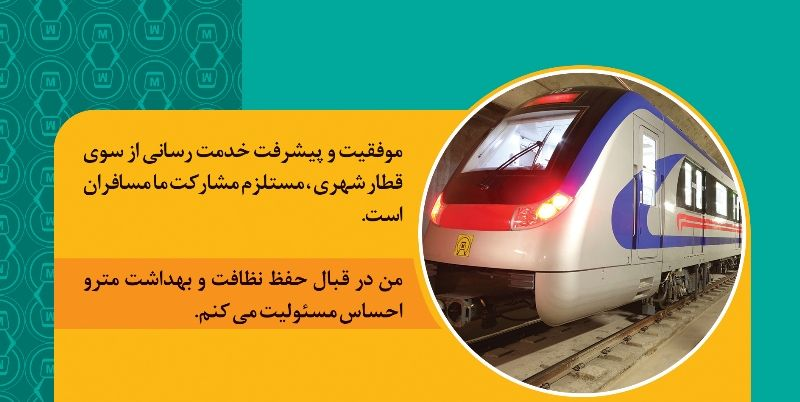 موفقیت و پیشرفت خدمت رسانی از سوی
قطار شهری، مستلزم مشارکت ما مسافران
است.
من در قبال حفظ نظافت و بهداشت مترو
احساس مسئولیت می کنم.